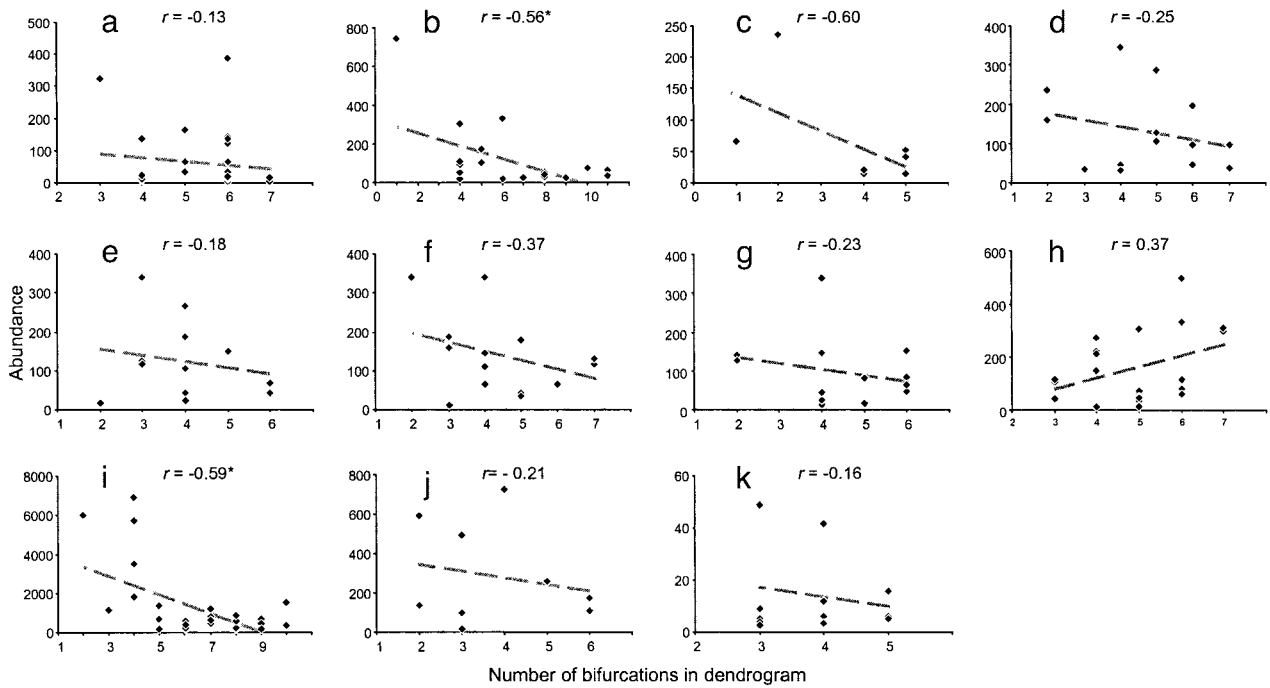 a r = -0.13
500
400
300
200
100
0
2 3 4 5 6 7
b r = -0.56*
800
600
400
200
0
0 2 4 6 8 10
c r = -0.60
250
200
150
100
50
0
0 1 2 3 4 5
d r = -0.25
400
300
200
100
0
1 2 3 4 5 6 7
e r = -0.18
400
300
200
100
0
1 2 3 4 5 6
f r = -0.37
400
300
200
100
0
1 2 3 4 5 6 7
g r = -0.23
400
300
200
100
0
1 2 3 4 5 6
h r = 0.37
600
400
200
0
2 3 4 5 6 7
Abundance
i r = -0.59*
8000
6000
4000
2000
0
1 3 5 7 9
j r= - 0.21
800
600
400
200
0
1 2 3 4 5 6
k r = -0.16
60
40
20
0
2 3 4 5
Number of bifurcations in dendrogram